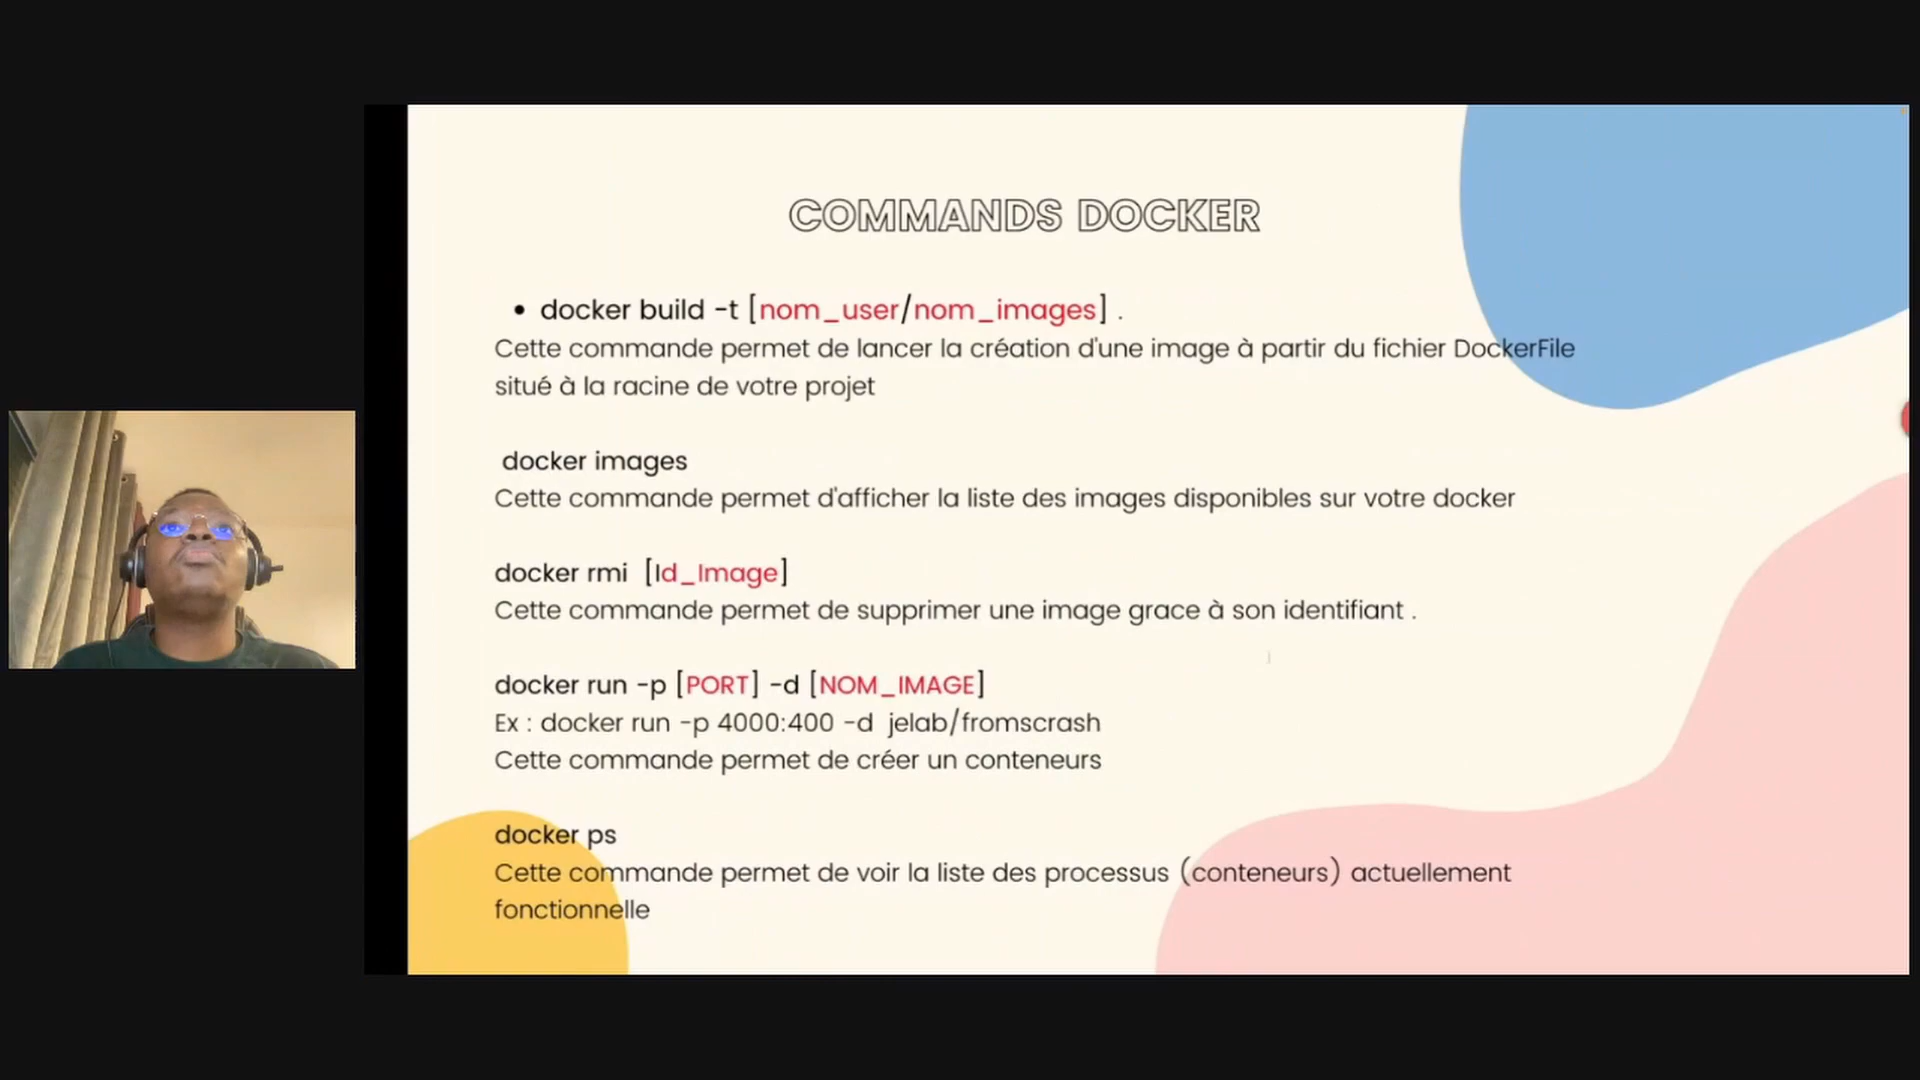 COMMANDS DOCKER
• docker build -t [nom_user/nom_images] .
Cette commande permet de lancer la création d'une image à partir du fichier DockerFile
situé à la racine de votre projet
docker images
Cette commande permet d'afficher la liste des images disponibles sur votre docker
docker rmi [Id_Image]
Cette commande permet de supprimer une image grace à son identifiant .
docker run -p [PORT] -d [NOM_IMAGE]
Ex : docker run -p 4000:400 -d jelab/fromscrash
Cette commande permet de créer un conteneurs
docker ps
Cette commande permet de voir la liste des processus (conteneurs) actuellement
fonctionnelle